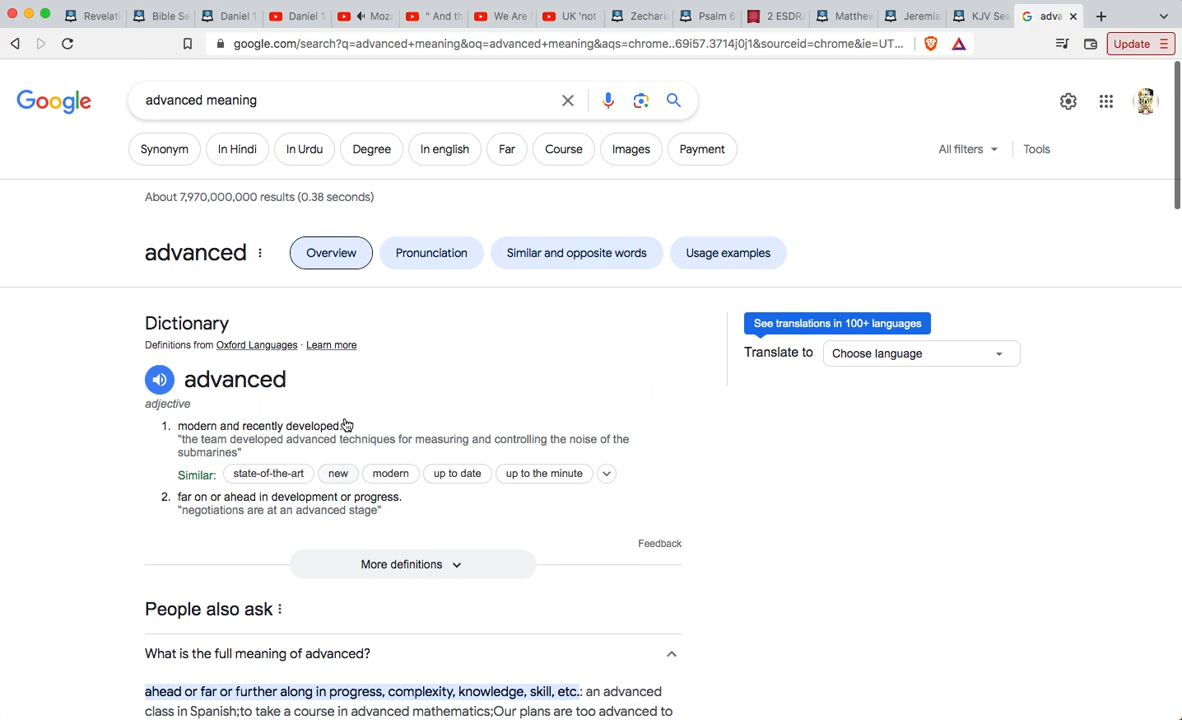 Revelati
Bible Se
Daniel 1
Daniel 1
Moza
" And th
We Are
UK 'not
Zechari
Psalm 6
2 ESDRA
Matthew
Jeremia
KJV Sea
adva
google.com/search?q=advanced+meaning&oq=advanced+meaning&aqs=chrome..69i57.3714j0j1&sourceid=chrome&ie=UT...
Update
Google
advanced meaning
Synonym
In Hindi
In Urdu
Degree
In english
Far
Course
Images
Payment
All filters
Tools
About 7,970,000,000 results (0.38 seconds)
advanced
Overview
Pronunciation
Similar and opposite words
Usage examples
Dictionary
Definitions from Oxford Languages · Learn more
See translations in 100+ languages
Translate to
Choose language
advanced
adjective
1. modern and recently developed.
"the team developed advanced techniques for measuring and controlling the noise of the
submarines"
Similar:
state-of-the-art
new
modern
up to date
up to the minute
2. far on or ahead in development or progress.
"negotiations are at an advanced stage"
Feedback
More definitions
People also ask
What is the full meaning of advanced?
ahead or far or further along in progress, complexity, knowledge, skill, etc.: an advanced
class in Spanish;to take a course in advanced mathematics;Our plans are too advanced to